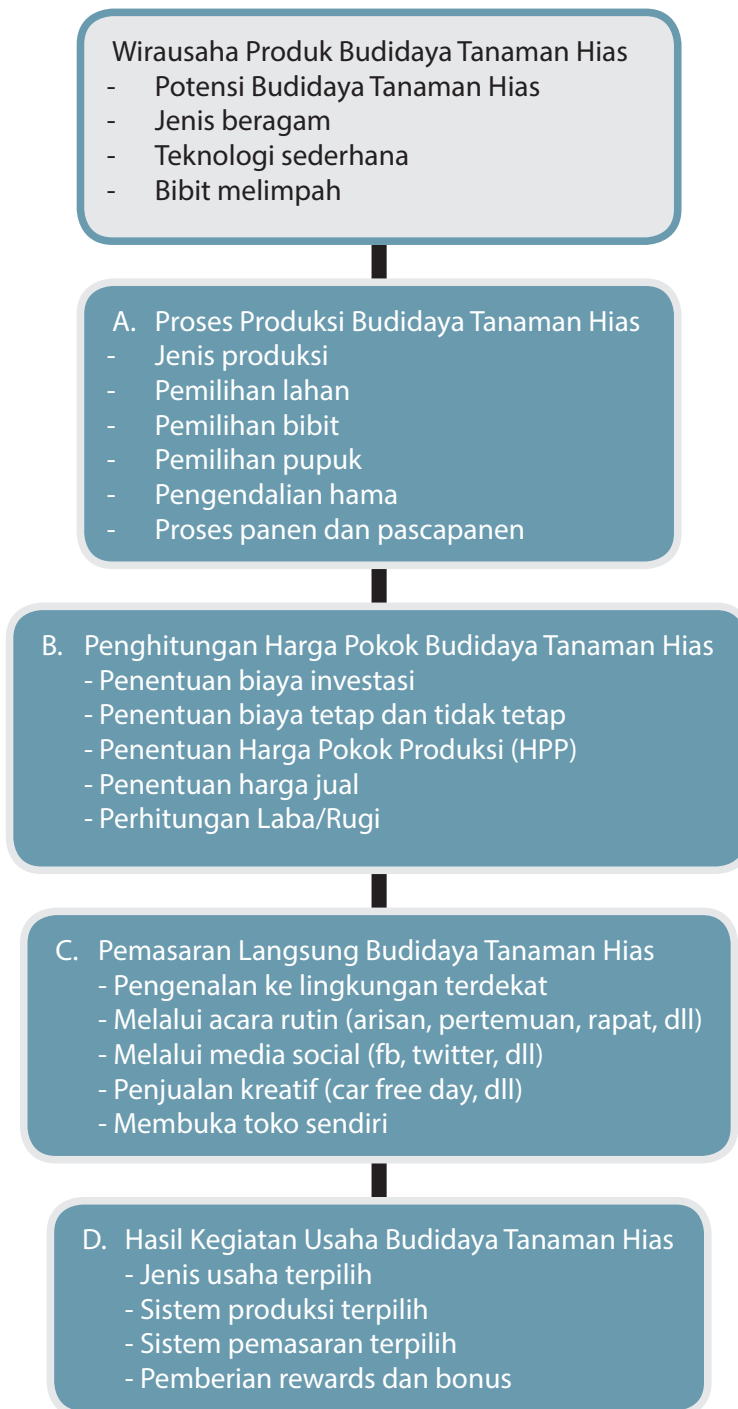 Wirausaha Produk Budidaya Tanaman Hias
- Potensi Budidaya Tanaman Hias
- Jenis beragam
- Teknologi sederhana
- Bibit melimpah
A. Proses Produksi Budidaya Tanaman Hias
- Jenis produksi
- Pemilihan lahan
- Pemilihan bibit
- Pemilihan pupuk
- Pengendalian hama
- Proses panen dan pascapanen
B. Penghitungan Harga Pokok Budidaya Tanaman Hias
- Penentuan biaya investasi
- Penentuan biaya tetap dan tidak tetap
- Penentuan Harga Pokok Produksi (HPP)
- Penentuan harga jual
- Perhitungan Laba/Rugi
C. Pemasaran Langsung Budidaya Tanaman Hias
- Pengenalan ke lingkungan terdekat
- Melalui acara rutin (arisan, pertemuan, rapat, dll)
- Melalui media social (fb, twitter, dll)
- Penjualan kreatif (car free day, dll)
- Membuka toko sendiri
D. Hasil Kegiatan Usaha Budidaya Tanaman Hias
- Jenis usaha terpilih
- Sistem produksi terpilih
- Sistem pemasaran terpilih
- Pemberian rewards dan bonus